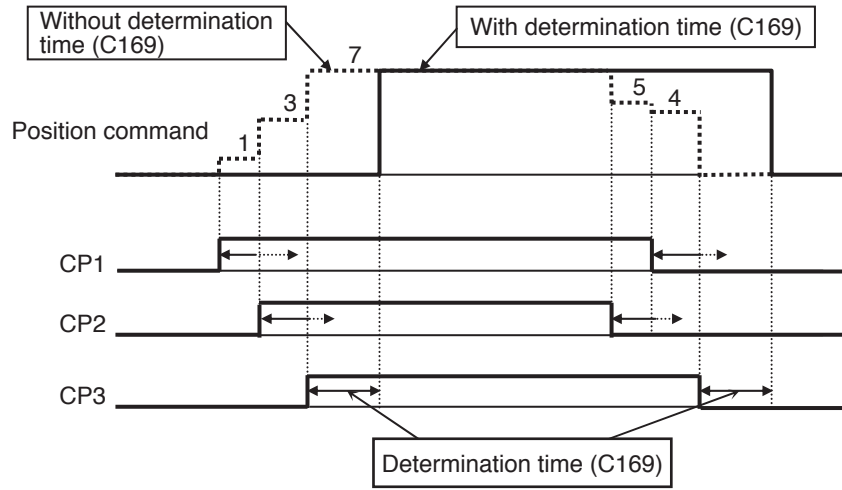 Without determination
time (C169)
With determination time (C169)
7
3
5
4
1
Position command
CP1
CP2
CP3
Determination time (C169)